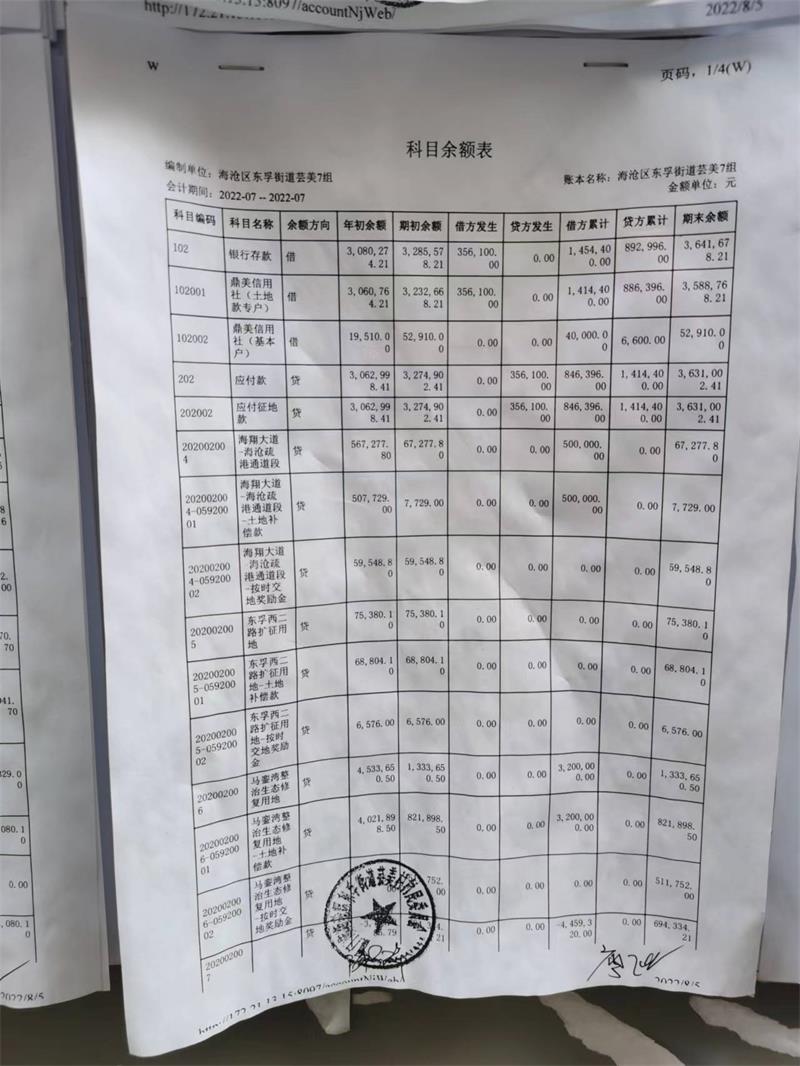 http://172.21.13.15:8097/accountNjWeb/
2022/8/5
W
页码，1/4(W)
科目余额表
编制单位：海沧区东孚街道芸美7组
账本名称：海沧区东孚街道芸美7组
会计期间：2022-07 -- 2022-07
金额单位：元
科目编码 科目名称 余额方向 年初余额 期初余额 借方发生 贷方发生 借方累计 贷方累计 期末余额
102 银行存款 借 3,080,274.21 3,285,578.21 356,100.00 0.00 1,454,400.00 892,996.00 3,641,678.21
102001 鼎美信用社（土地款专户） 借 3,060,764.21 3,232,668.21 356,100.00 0.00 1,414,400.00 886,396.00 3,588,768.21
102002 鼎美信用社（基本户） 借 19,510.00 52,910.00 0.00 0.00 40,000.00 6,600.00 52,910.00
202 应付款 贷 3,062,998.41 3,274,902.41 0.00 356,100.00 846,396.00 1,414,400.00 3,631,002.41
202002 应付征地款 贷 3,062,998.41 3,274,902.41 0.00 356,100.00 846,396.00 1,414,400.00 3,631,002.41
202002004 海翔大道-海沧疏港通道段 贷 567,277.80 67,277.80 0.00 0.00 500,000.00 0.00 67,277.80
202002004-05920001 海翔大道-海沧疏港通道段-土地补偿款 贷 507,729.00 7,729.00 0.00 0.00 500,000.00 0.00 7,729.00
202002004-05920002 海翔大道-海沧疏港通道段-按时交地奖励金 贷 59,548.80 59,548.80 0.00 0.00 0.00 0.00 59,548.80
202002005 东孚西二路扩征用地 贷 75,380.10 75,380.10 0.00 0.00 0.00 0.00 75,380.10
202002005-05920001 东孚西二路扩征用地-土地补偿款 贷 68,804.10 68,804.10 0.00 0.00 0.00 0.00 68,804.10
202002005-05920002 东孚西二路扩征用地-按时交地奖励金 贷 6,576.00 6,576.00 0.00 0.00 0.00 0.00 6,576.00
202002006 马銮湾整治生态修复用地 贷 4,533,650.50 1,333,650.50 0.00 0.00 3,200,000.00 0.00 1,333,650.50
202002006-05920001 马銮湾整治生态修复用地-土地补偿款 贷 4,021,898.50 821,898.50 0.00 0.00 3,200,000.00 0.00 821,898.50
202002006-05920002 马銮湾整治生态修复用地-按时交地奖励金 贷 0.00 0.00 0.00 0.00 511,752.00
202002007 贷 0.00 0.00 -4,459,320.00 0.00 694,334.21
http://172.21.13.15:8097/accountNjWeb/
2022/8/5
2022/8/5